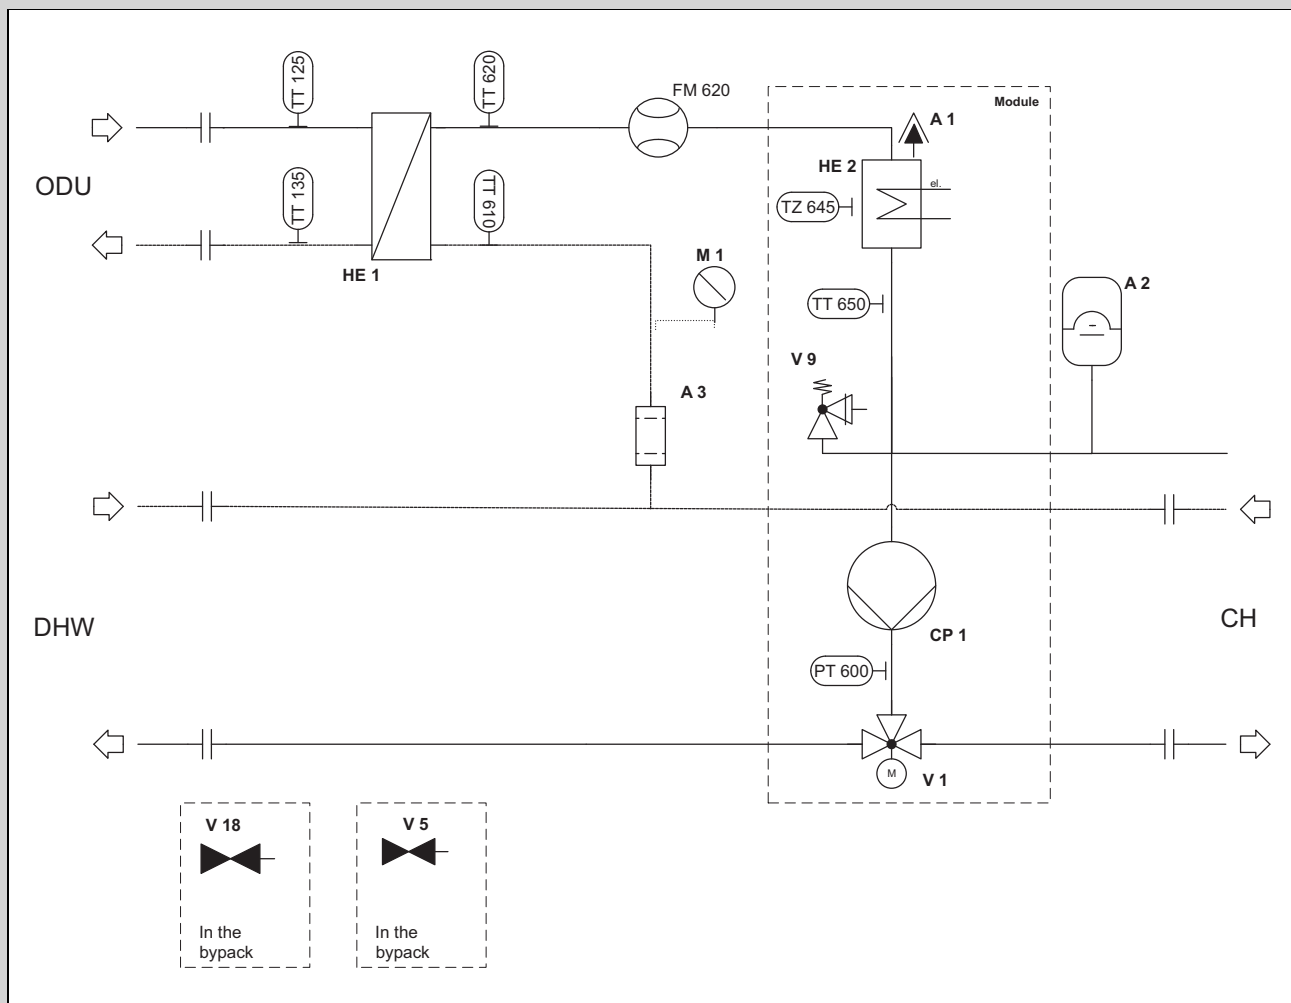 TT 125
TT 620
FM 620
Module
A 1
HE 2
el.
ODU
TT 135
TT 610
TZ 645
HE 1
M 1
TT 650
A 2
V 9
A 3
DHW
CP 1
CH
PT 600
M
V 1
V 18
V 5
In the
bypack
In the
bypack